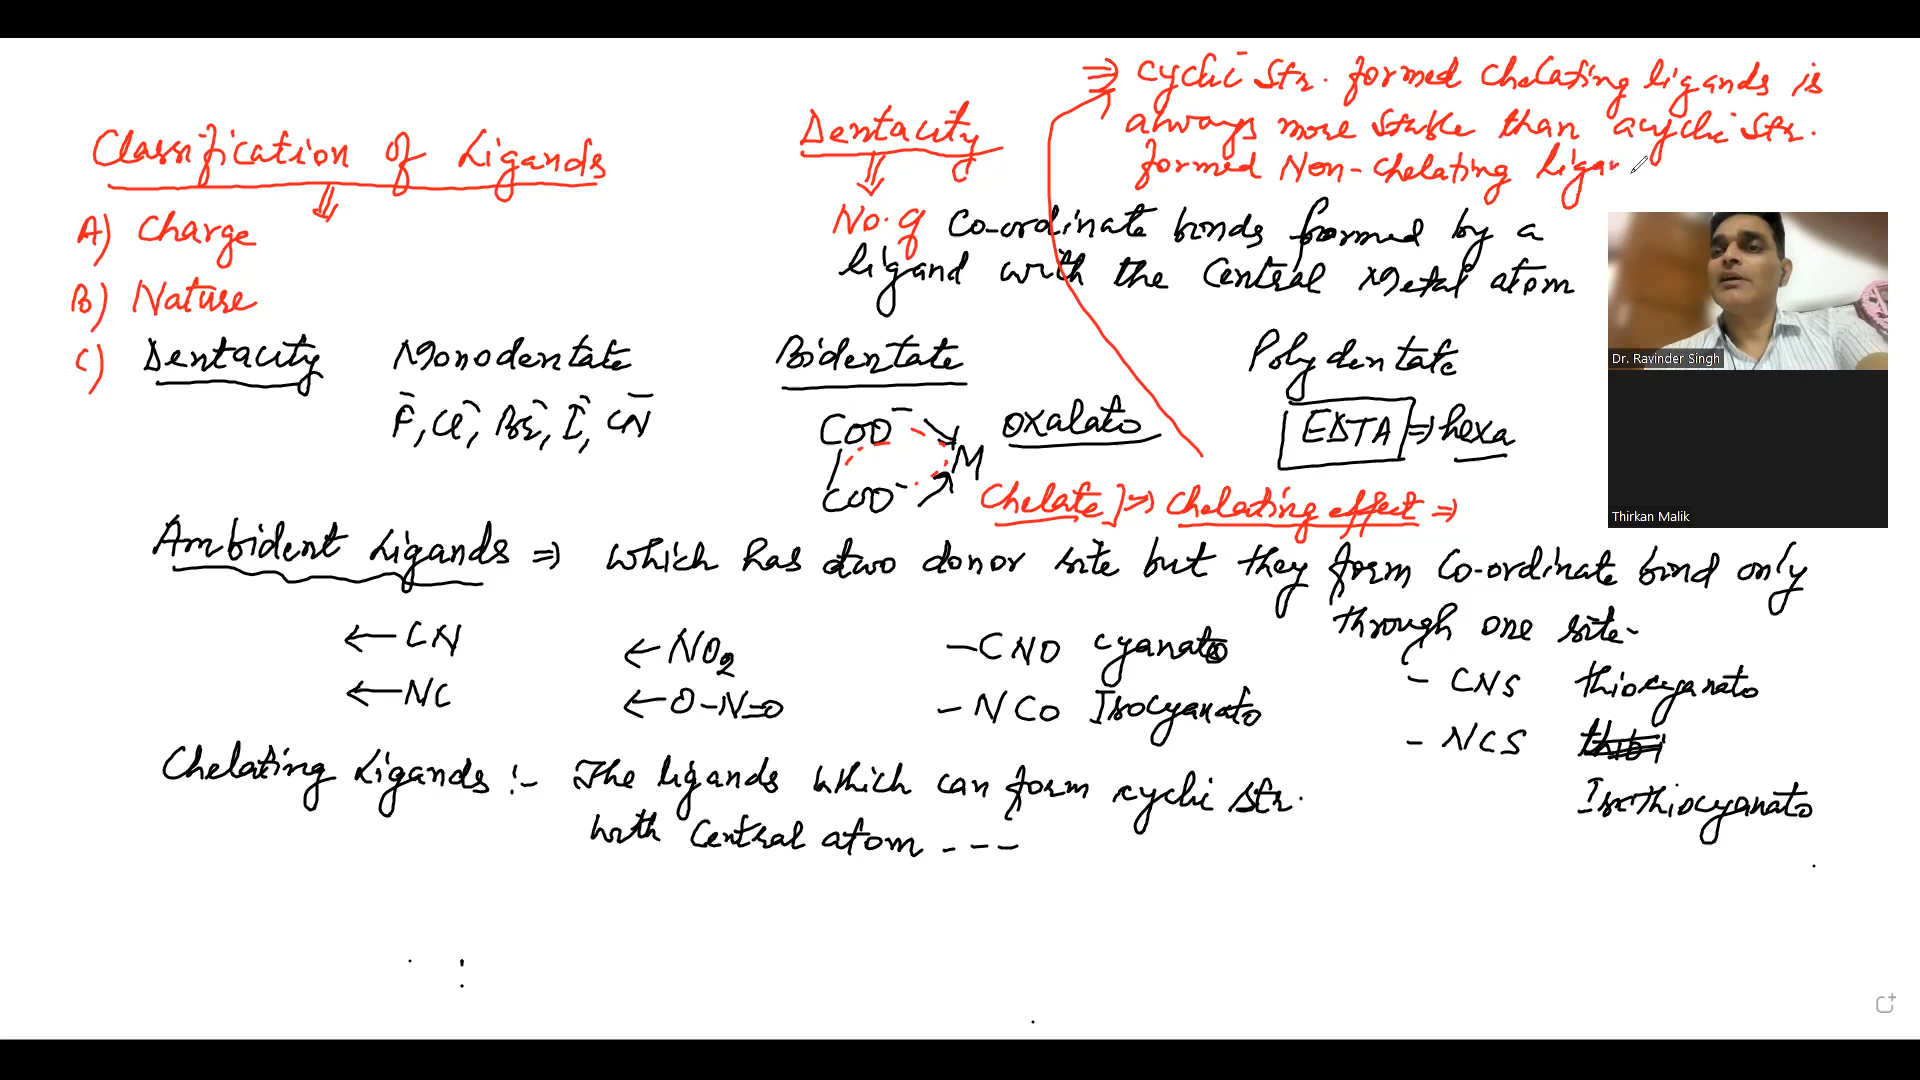 ⇒ cyclic str. formed chelating ligands is
always more stable than acyclic str.
formed Non-chelating ligan
Classification of Ligands
A) Charge
B) Nature
Dentacity
No. of Co-ordinate bonds formed by a
ligand with the Central Metal atom
C) Dentacity Monodentate Bidentate Polydentate
F⁻, Cl⁻, Br⁻, I⁻, CN⁻
COO⁻
COO⁻
M
oxalato
EDTA ⇒ hexa
Chelate ] → Chelating effect ⇒
Ambident Ligands ⇒ which has two donor site but they form Co-ordinate bond only
through one site-
← CN ← NO₂ – CNO cyanato – CNS thiocyanato
← NC ← O–N=O – NCO Isocyanato – NCS
Isothiocyanato
Chelating Ligands :- The ligands which can form cyclic str.
with Central atom - - -
Dr. Ravinder Singh
Thirkan Malik